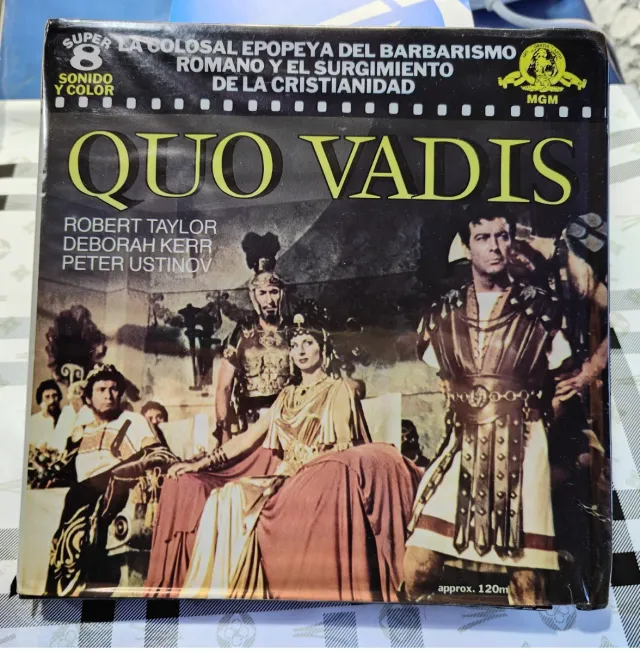 SUPER
8
SONIDO
Y COLOR
LA COLOSAL EPOPEYA DEL BARBARISMO
ROMANO Y EL SURGIMIENTO
DE LA CRISTIANIDAD
MGM
QUO VADIS
ROBERT TAYLOR
DEBORAH KERR
PETER USTINOV
approx. 120m